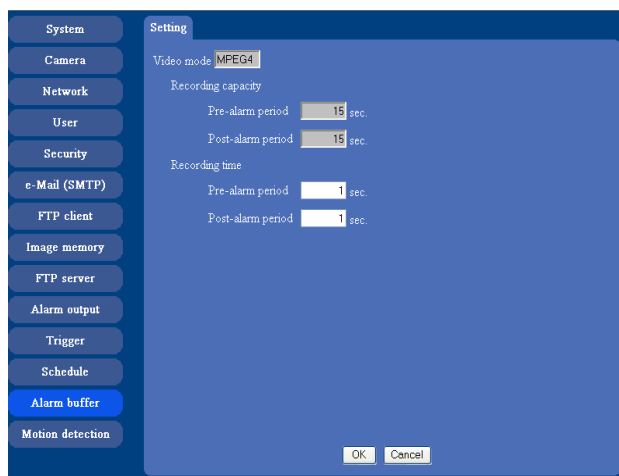 System
Camera
Network
User
Security
e-Mail (SMTP)
FTP client
Image memory
FTP server
Alarm output
Trigger
Schedule
Alarm buffer
Motion detection
Setting
Video mode MPEG4
Recording capacity
Pre-alarm period 15 sec.
Post-alarm period 15 sec.
Recording time
Pre-alarm period 1 sec.
Post-alarm period 1 sec.
OK Cancel